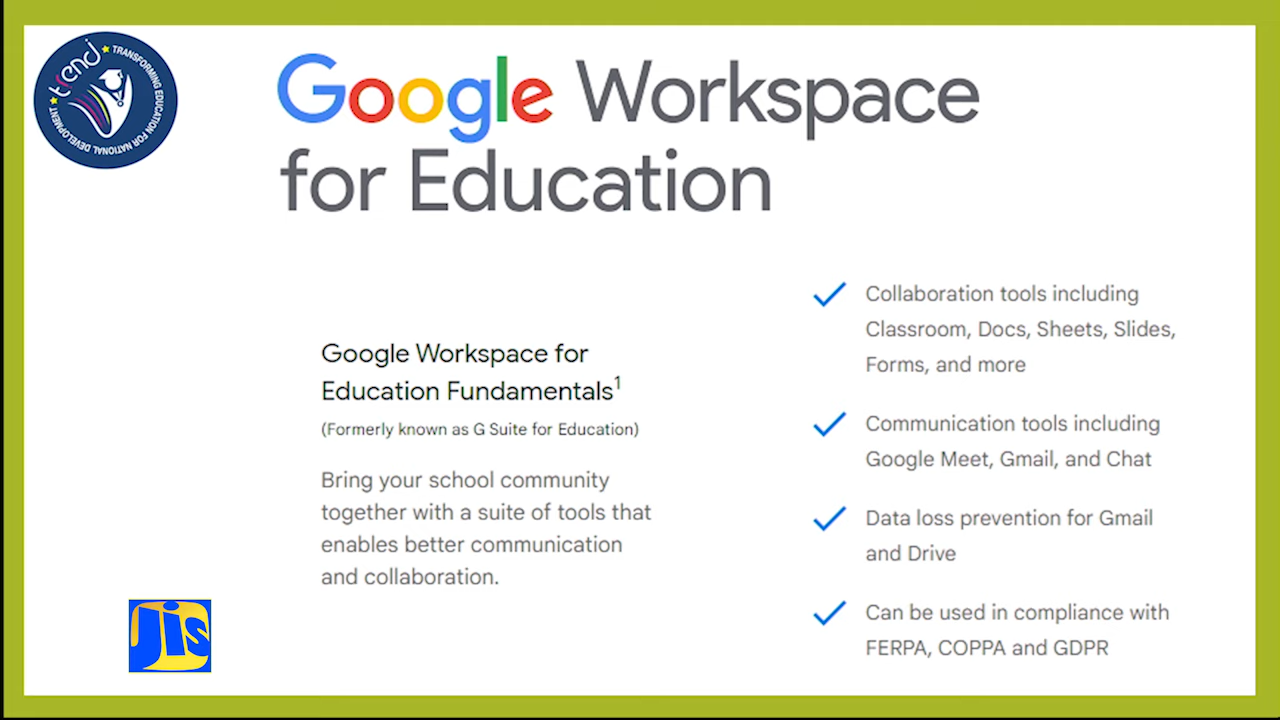 trend
TRANSFORMING EDUCATION FOR NATIONAL DEVELOPMENT
Google Workspace
for Education
Google Workspace for
Education Fundamentals¹
(Formerly known as G Suite for Education)
Bring your school community
together with a suite of tools that
enables better communication
and collaboration.
Collaboration tools including
Classroom, Docs, Sheets, Slides,
Forms, and more
Communication tools including
Google Meet, Gmail, and Chat
Data loss prevention for Gmail
and Drive
Can be used in compliance with
FERPA, COPPA and GDPR
Jis